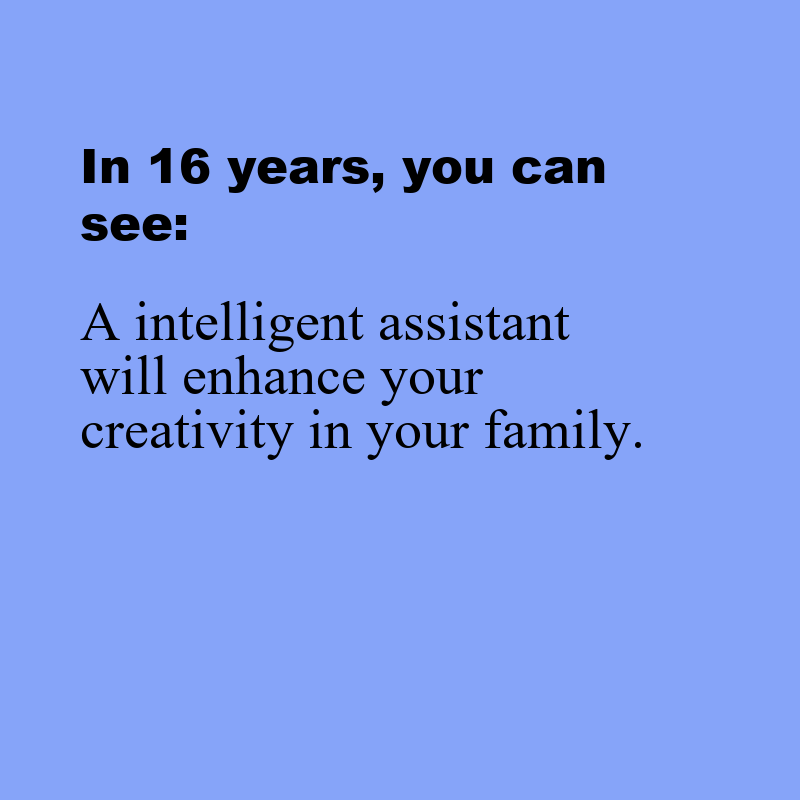 In 16 years, you can
see:
A intelligent assistant
will enhance your
creativity in your family.